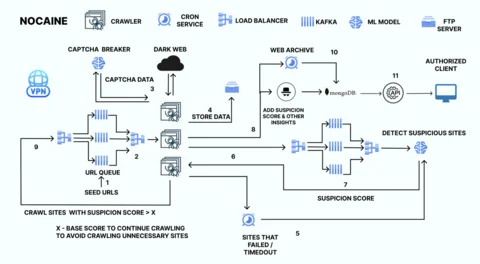 NOCAINE
CRAWLER
CRON
SERVICE
LOAD BALANCER
KAFKA
ML MODEL
FTP
SERVER
CAPTCHA BREAKER
DARK WEB
WEB ARCHIVE
10
AUTHORIZED
CLIENT
11
CAPTCHA DATA
3
VPN
4
STORE DATA
mongoDB
API
ADD SUSPICION
SCORE & OTHER
INSIGHTS
8
DETECT SUSPICIOUS SITES
9
2
6
URL QUEUE
1
SEED URLS
7
SUSPICION SCORE
CRAWL SITES WITH SUSPICION SCORE > X
X - BASE SCORE TO CONTINUE CRAWLING
TO AVOID CRAWLING UNNECESSARY SITES
5
SITES THAT
FAILED /
TIMEDOUT